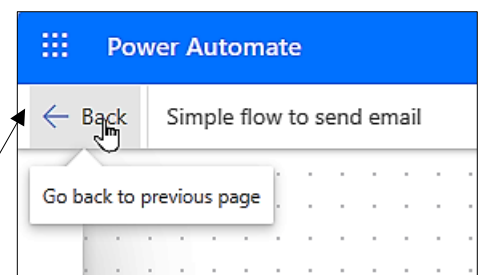 Power Automate
Back Simple flow to send email
Go back to previous page